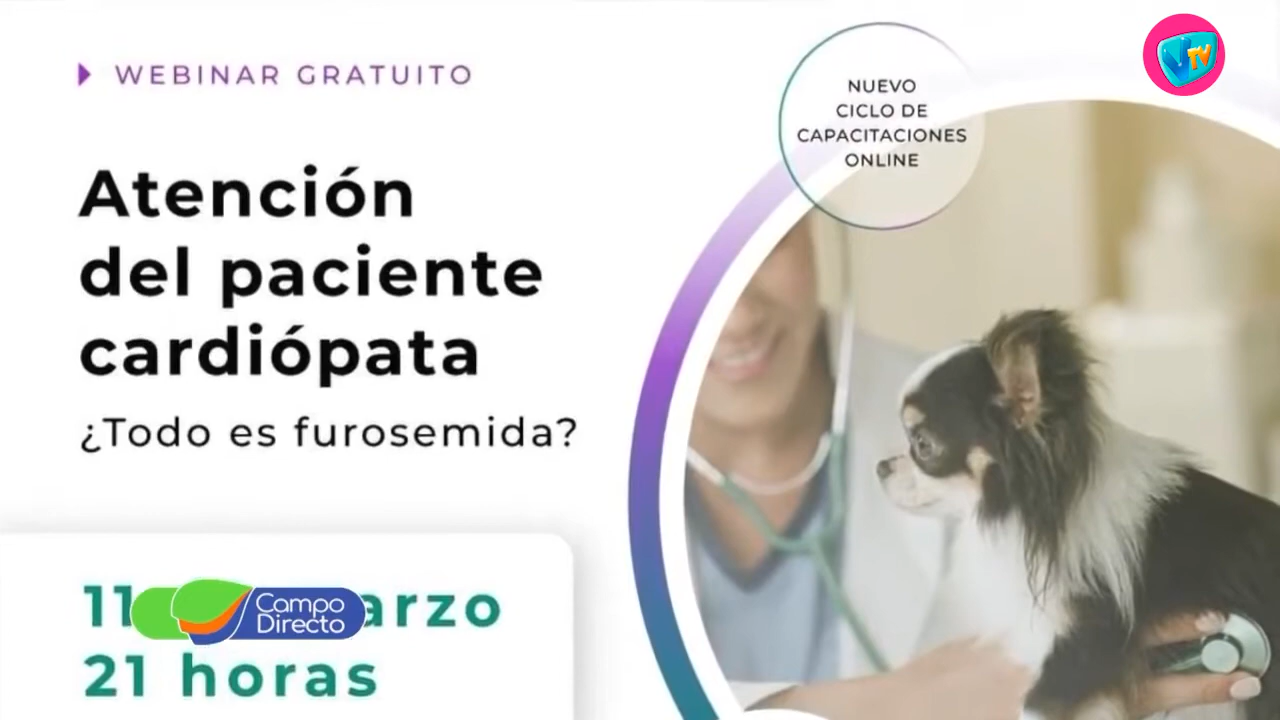 WEBINAR GRATUITO
NUEVO
CICLO DE
CAPACITACIONES
ONLINE
TV
Atención
del paciente
cardiópata
¿Todo es furosemida?
11
Campo
Directo
21 horas